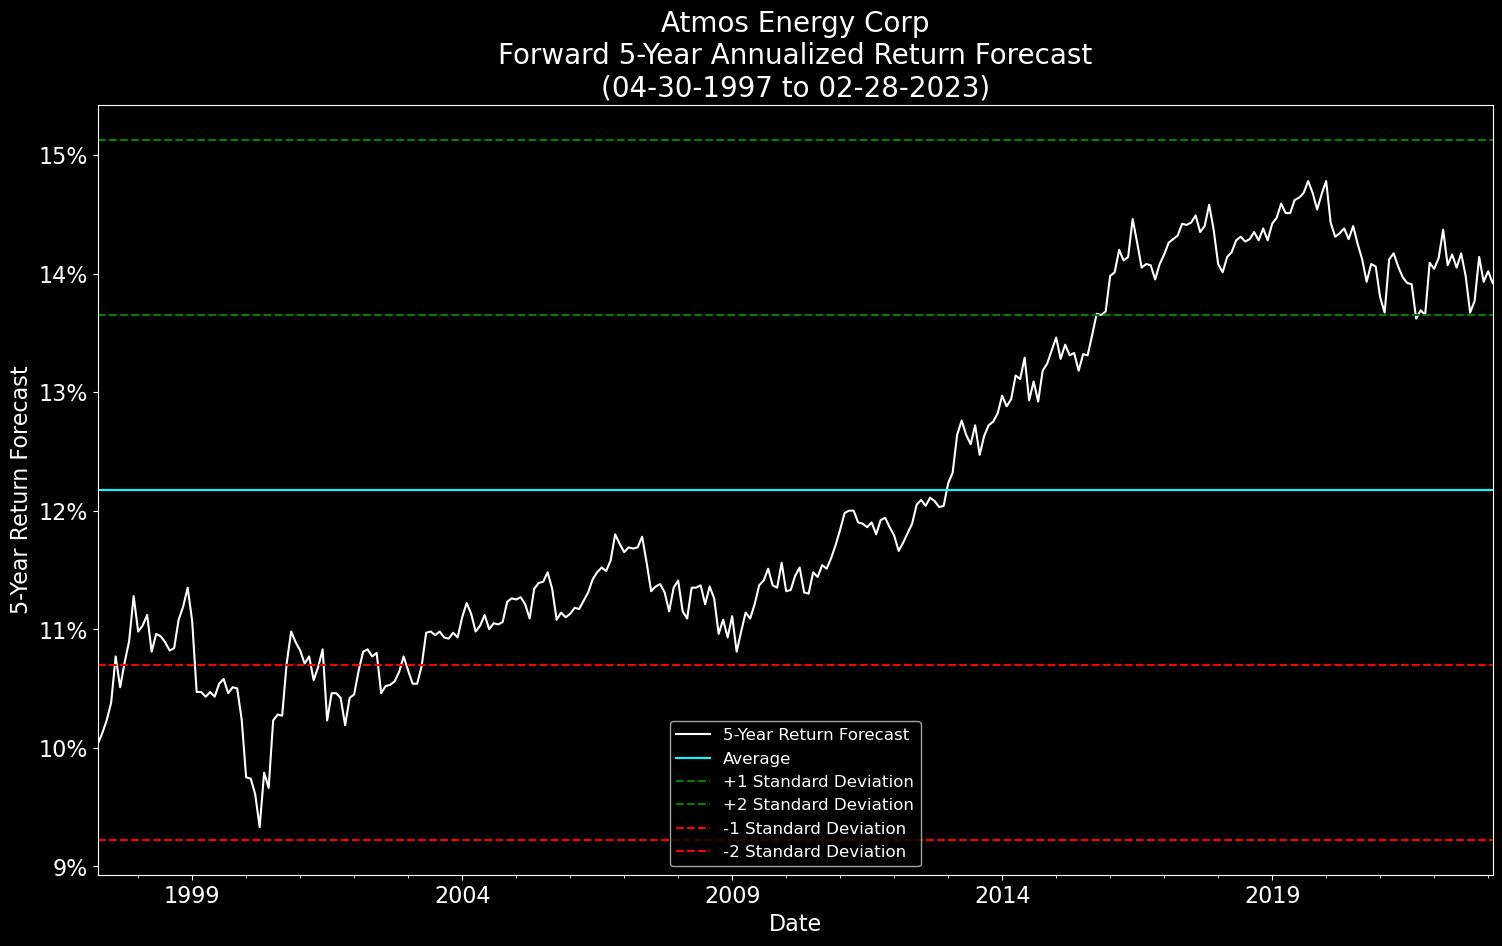 Atmos Energy Corp
Forward 5-Year Annualized Return Forecast
(04-30-1997 to 02-28-2023)
5-Year Return Forecast
15%
14%
13%
12%
11%
10%
9%
5-Year Return Forecast
Average
+1 Standard Deviation
+2 Standard Deviation
-1 Standard Deviation
-2 Standard Deviation
1999 2004 2009 2014 2019
Date